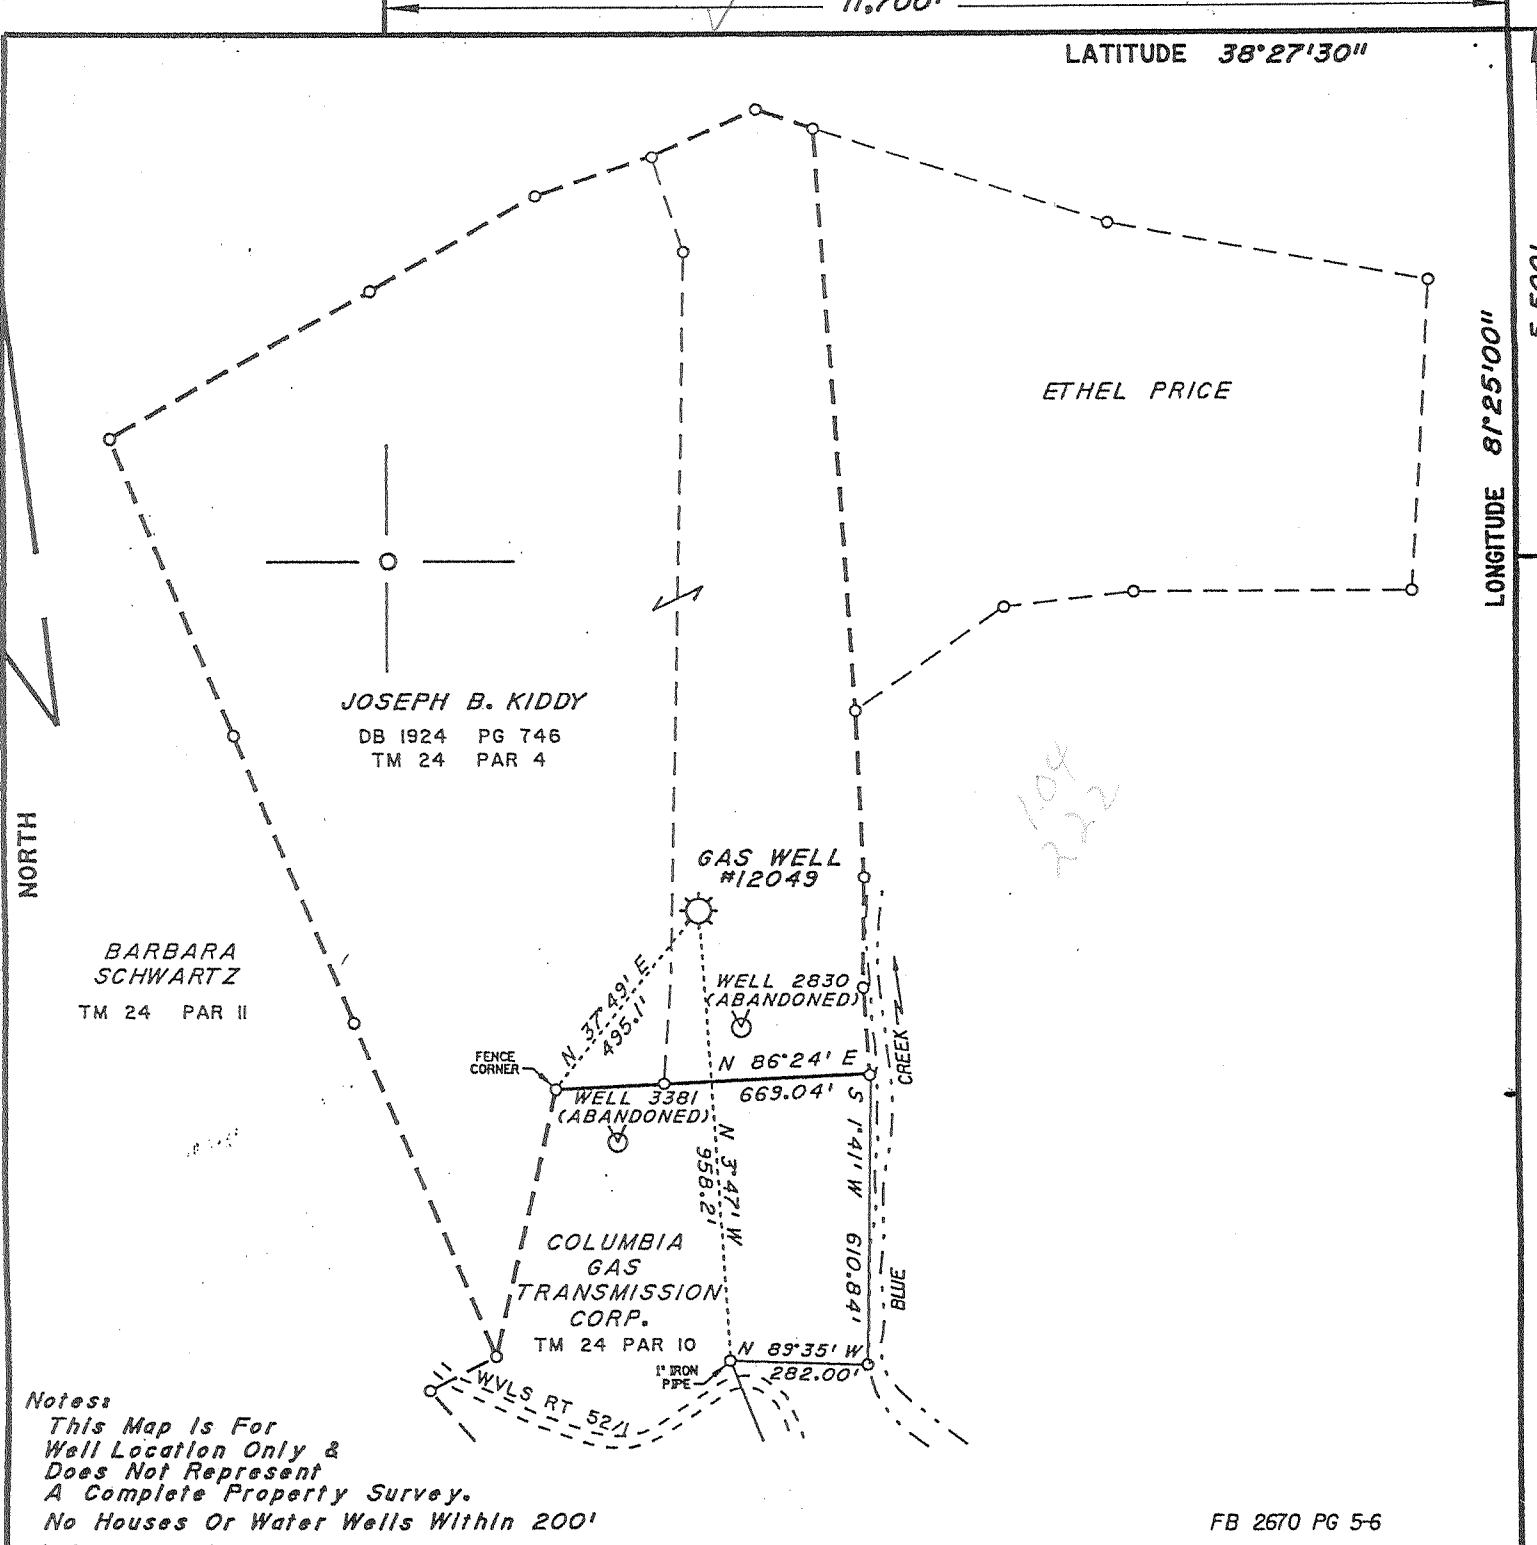 11,700'
LATITUDE 38°27'30"
LONGITUDE 81°25'00"
ETHEL PRICE
JOSEPH B. KIDDY
DB 1924 PG 746
TM 24 PAR 4
NORTH
104
222
GAS WELL
#12049
BARBARA
SCHWARTZ
TM 24 PAR 11
N 37°49' E
495.1'
WELL 2830
(ABANDONED)
CREEK
FENCE
CORNER
N 86°24' E
669.04'
WELL 3381
(ABANDONED)
N 3°47' W
958.2'
S 1°41' W 610.84'
BLUE
COLUMBIA
GAS
TRANSMISSION
CORP.
TM 24 PAR 10
N 89°35' W
282.00'
1" IRON
PIPE
WVLS RT 52/1
Notes:
This Map Is For
Well Location Only &
Does Not Represent
A Complete Property Survey.
No Houses Or Water Wells Within 200'
FB 2670 PG 5-6